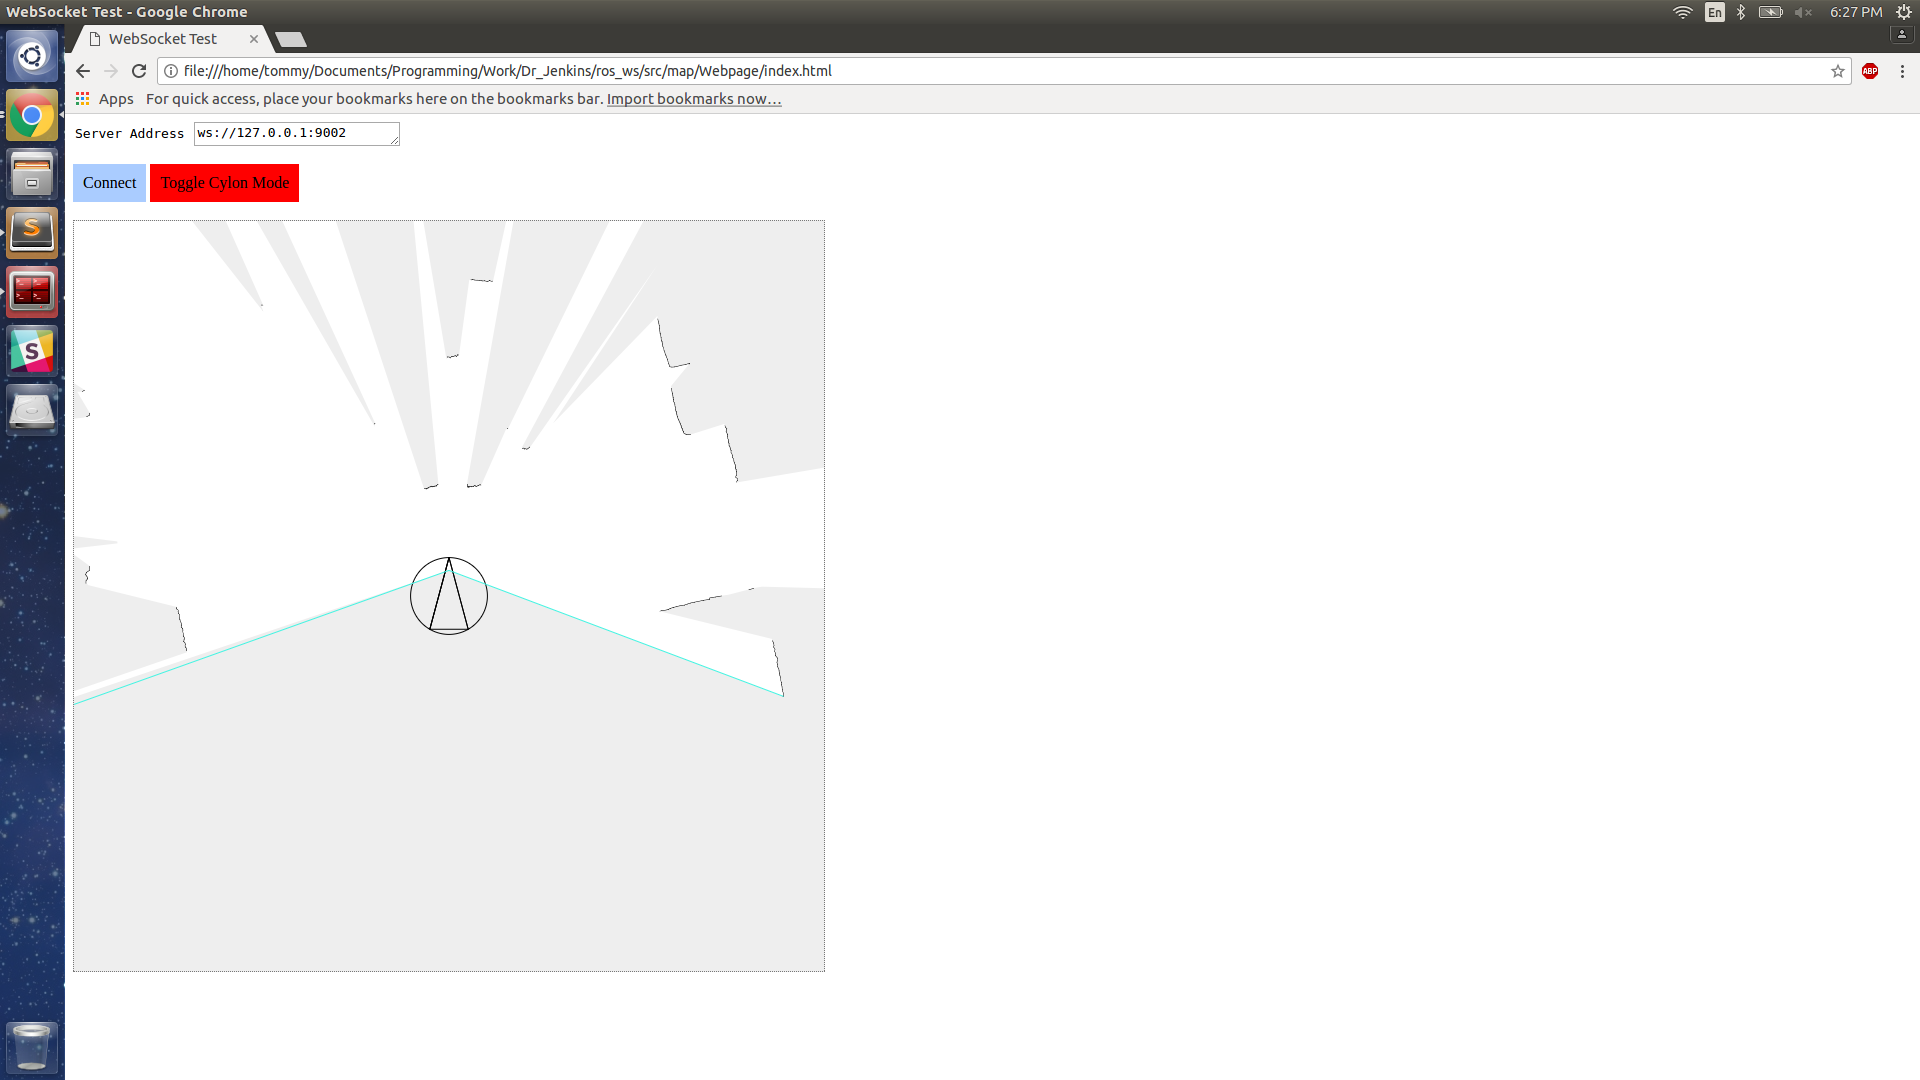 WebSocket Test - Google Chrome
En
6:27 PM
WebSocket Test
file:///home/tommy/Documents/Programming/Work/Dr_Jenkins/ros_ws/src/map/Webpage/index.html
ABP
Apps For quick access, place your bookmarks here on the bookmarks bar. Import bookmarks now…
Server Address ws://127.0.0.1:9002
Connect Toggle Cylon Mode
S
S